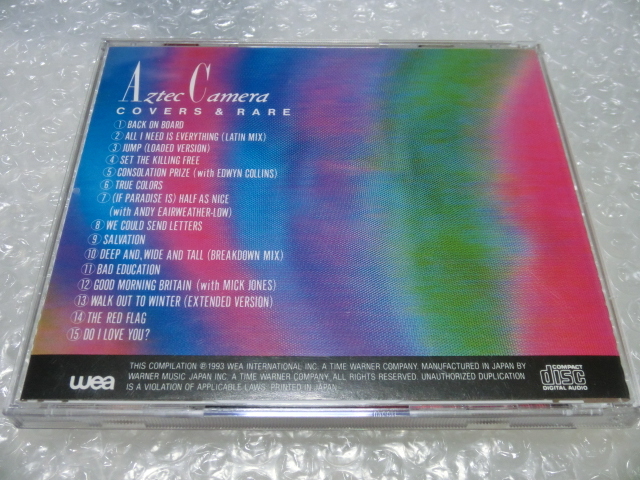 Aztec Camera
COVERS & RARE
① BACK ON BOARD
② ALL I NEED IS EVERYTHING (LATIN MIX)
③ JUMP (LOADED VERSION)
④ SET THE KILLING FREE
⑤ CONSOLATION PRIZE (with EDWYN COLLINS)
⑥ TRUE COLORS
⑦ (IF PARADISE IS) HALF AS NICE
(with ANDY EAIRWEATHER-LOW)
⑧ WE COULD SEND LETTERS
⑨ SALVATION
⑩ DEEP AND, WIDE AND TALL (BREAKDOWN MIX)
⑪ BAD EDUCATION
⑫ GOOD MORNING BRITAIN (with MICK JONES)
⑬ WALK OUT TO WINTER (EXTENDED VERSION)
⑭ THE RED FLAG
⑮ DO I LOVE YOU?
wea
THIS COMPILATION ℗1993 WEA INTERNATIONAL INC. A TIME WARNER COMPANY. MANUFACTURED IN JAPAN BY
WARNER MUSIC JAPAN INC. A TIME WARNER COMPANY. ALL RIGHTS RESERVED. UNAUTHORIZED DUPLICATION
IS A VIOLATION OF APPLICABLE LAWS. PRINTED IN JAPAN.
COMPACT
disc
DIGITAL AUDIO